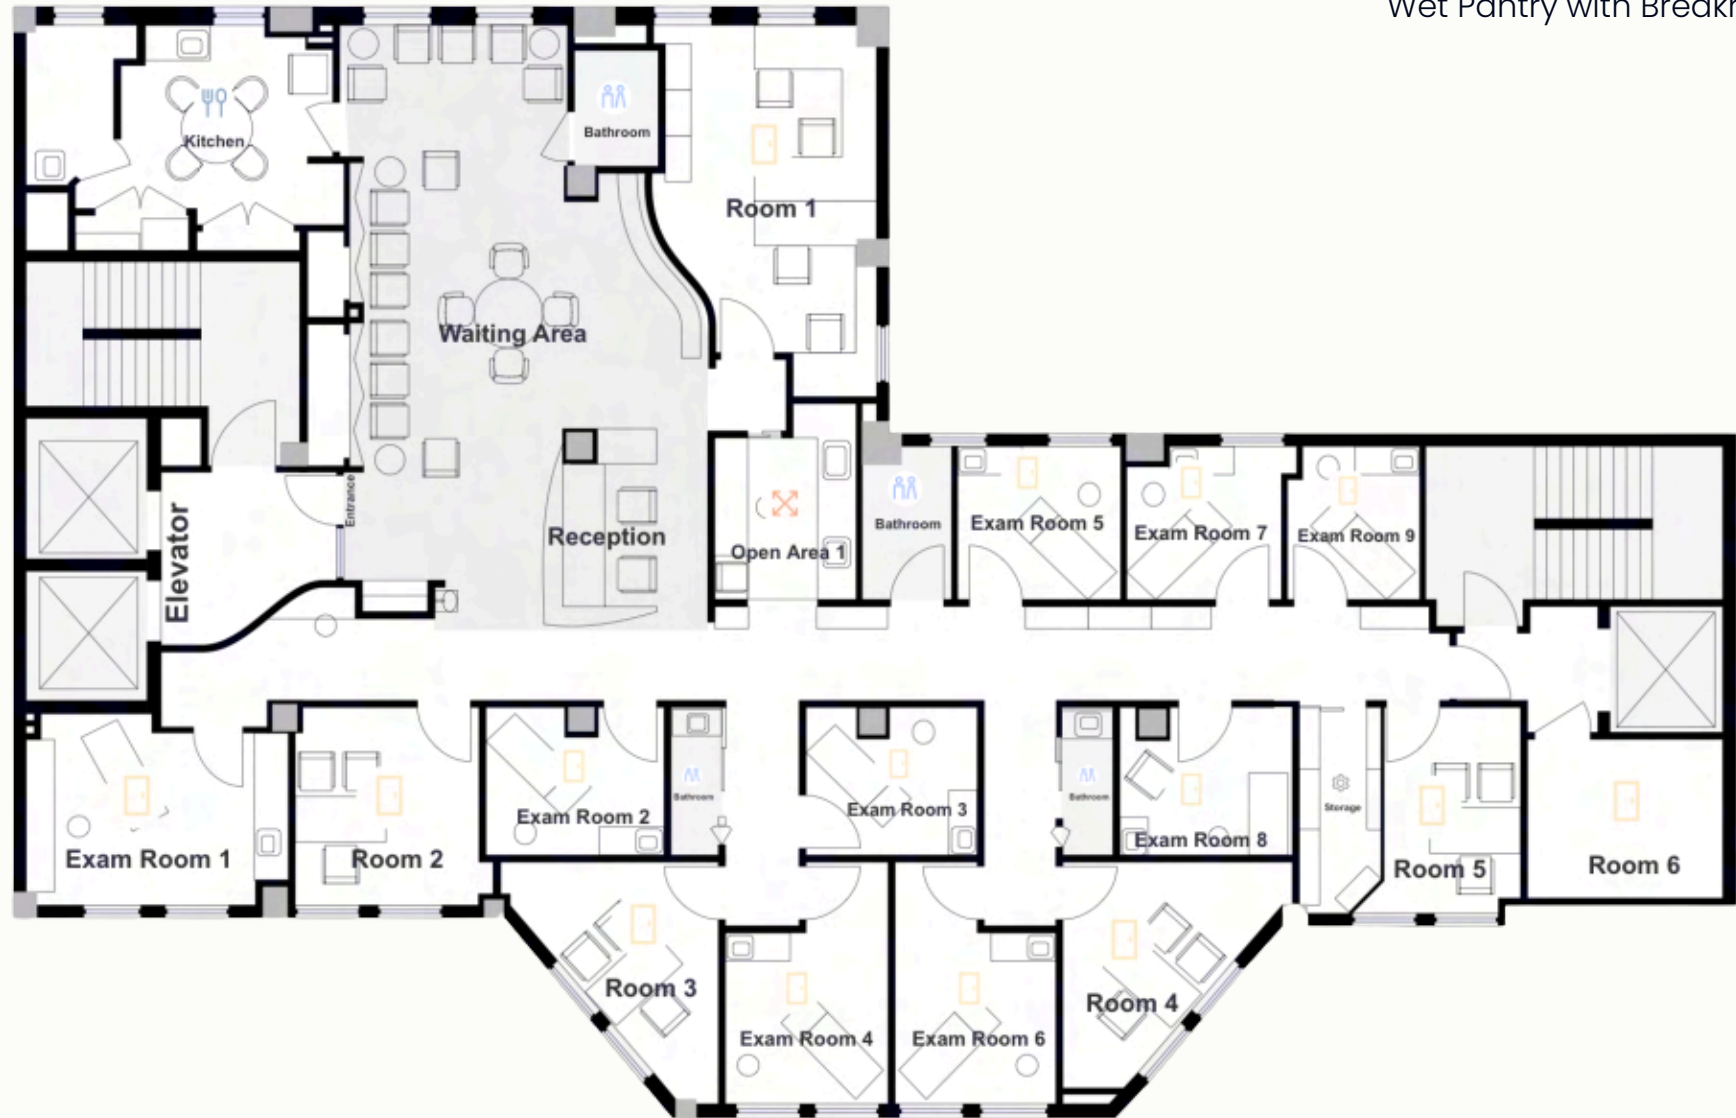 Wet Pantry with Breakr
Kitchen
Bathroom
Room 1
Waiting Area
Entrance
Elevator
Reception
Open Area 1
Bathroom
Exam Room 5
Exam Room 7
Exam Room 9
Exam Room 1
Room 2
Exam Room 2
Bathroom
Exam Room 3
Bathroom
Exam Room 8
Storage
Room 5
Room 6
Room 3
Exam Room 4
Exam Room 6
Room 4